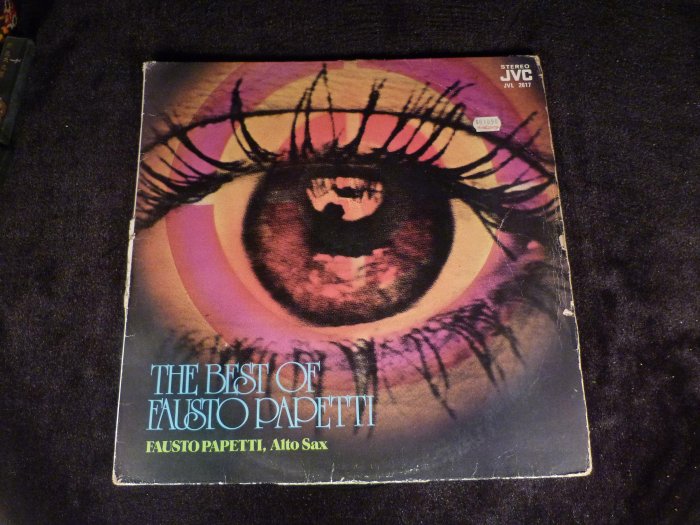 STEREO
JVC
JVL 2617
THE BEST OF
FAUSTO PAPETTI
FAUSTO PAPETTI, Alto Sax